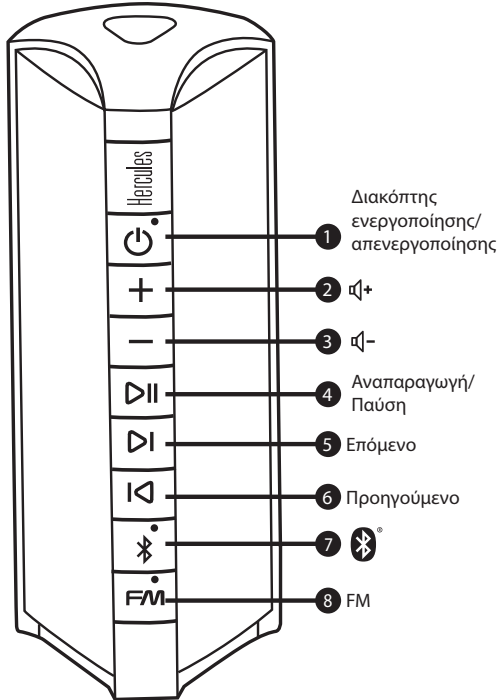 Hercules
FM
1 Διακόπτης
ενεργοποίησης/
απενεργοποίησης
2 +
3 -
4 Αναπαραγωγή/
Παύση
5 Επόμενο
6 Προηγούμενο
7 ®
8 FM